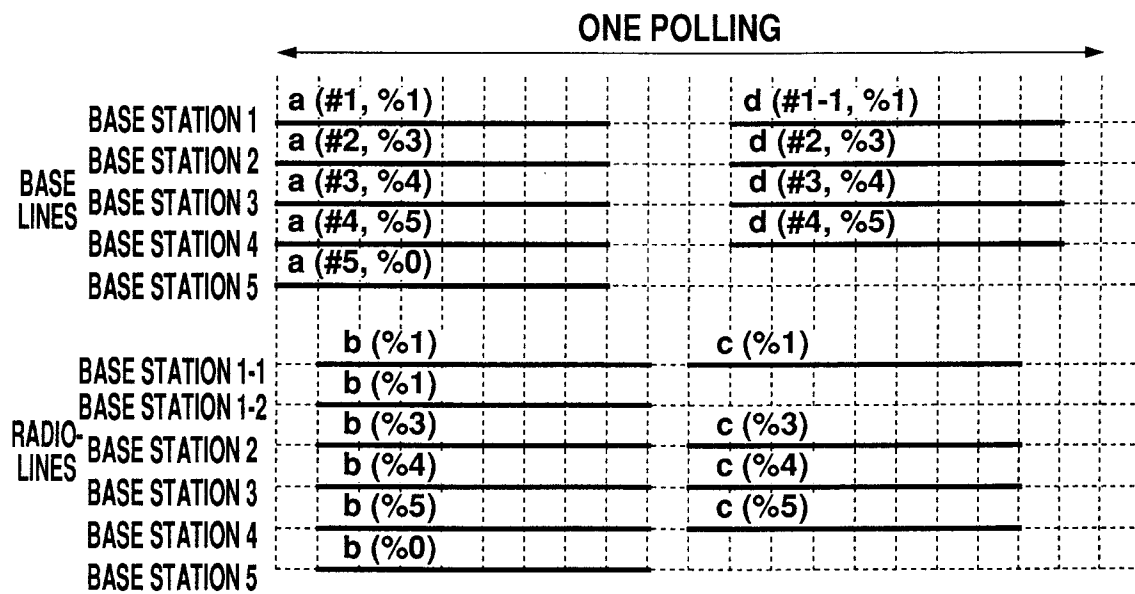 ONE POLLING
BASE LINES
BASE STATION 1 a (#1, %1) d (#1-1, %1)
BASE STATION 2 a (#2, %3) d (#2, %3)
BASE STATION 3 a (#3, %4) d (#3, %4)
BASE STATION 4 a (#4, %5) d (#4, %5)
BASE STATION 5 a (#5, %0)
RADIO-LINES
BASE STATION 1-1 b (%1) c (%1)
BASE STATION 1-2 b (%1)
BASE STATION 2 b (%3) c (%3)
BASE STATION 3 b (%4) c (%4)
BASE STATION 4 b (%5) c (%5)
BASE STATION 5 b (%0)